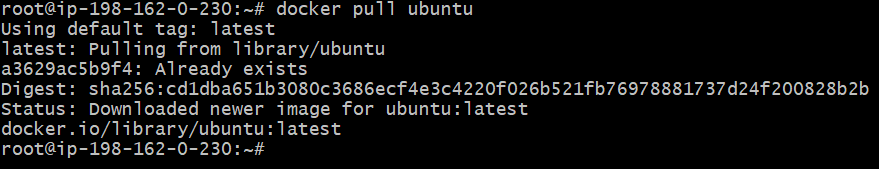 root@ip-198-162-0-230:~# docker pull ubuntu
Using default tag: latest
latest: Pulling from library/ubuntu
a3629ac5b9f4: Already exists
Digest: sha256:cd1dba651b3080c3686ecf4e3c4220f026b521fb76978881737d24f200828b2b
Status: Downloaded newer image for ubuntu:latest
docker.io/library/ubuntu:latest
root@ip-198-162-0-230:~#